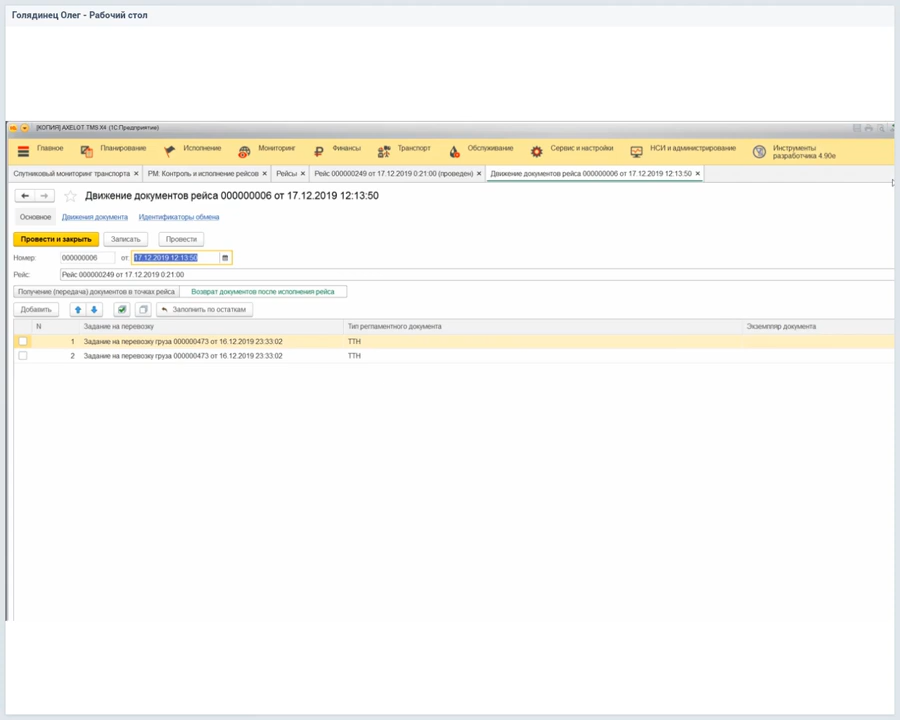 Голядинец Олег - Рабочий стол
[КОПИЯ] AXELOT TMS X4 (1С:Предприятие)
Главное Планирование Исполнение Мониторинг Финансы Транспорт Обслуживание Сервис и настройки НСИ и администрирование Инструменты разработчика 4.90e
Спутниковый мониторинг транспорта × РМ: Контроль и исполнение рейсов × Рейсы × Рейс 000000249 от 17.12.2019 0:21:00 (проведен) × Движение документов рейса 000000006 от 17.12.2019 12:13:50 ×
Движение документов рейса 000000006 от 17.12.2019 12:13:50
Основное Движения документа Идентификаторы обмена
Провести и закрыть Записать Провести
Номер: 000000006 от: 17.12.2019 12:13:50
Рейс: Рейс 000000249 от 17.12.2019 0:21:00
Получение (передача) документов в точках рейса Возврат документов после исполнения рейса
Добавить Заполнить по остаткам
N Задание на перевозку Тип регламентного документа Экземпляр документа
1 Задание на перевозку груза 000000473 от 16.12.2019 23:33:02 ТТН
2 Задание на перевозку груза 000000473 от 16.12.2019 23:33:02 ТТН